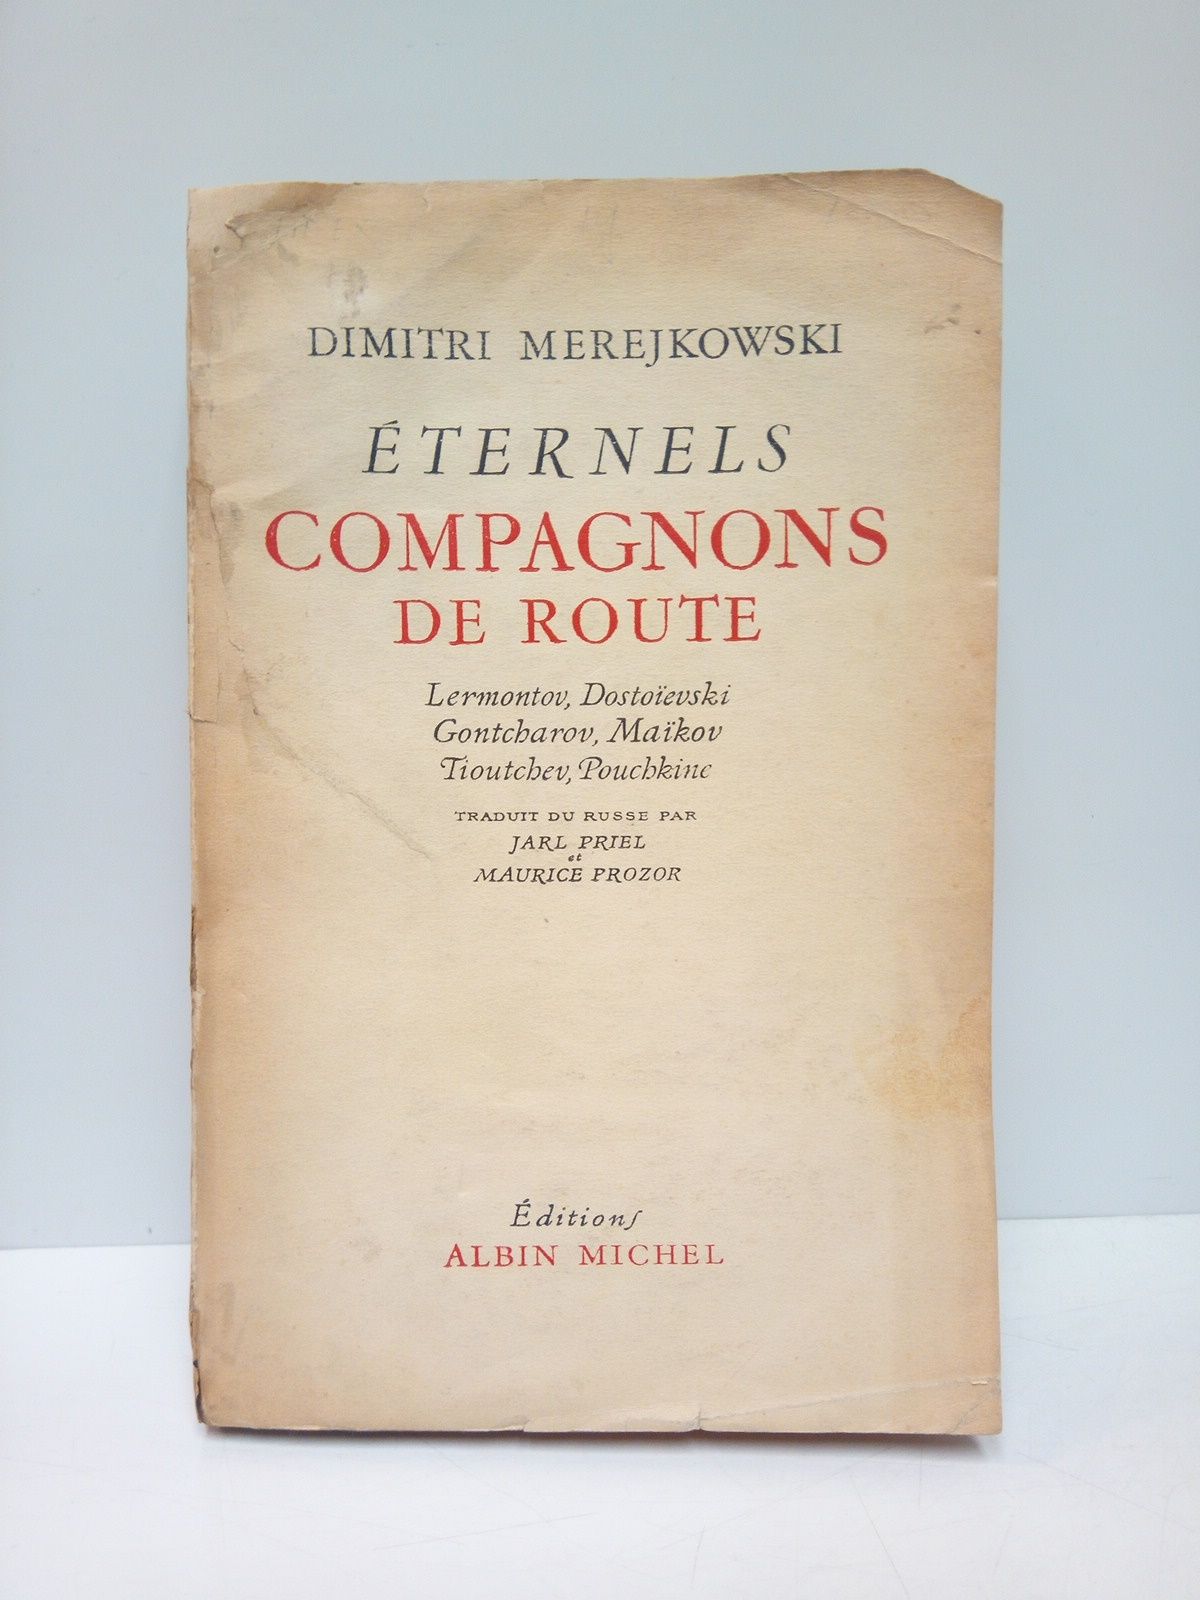 DIMITRI MEREJKOWSKI
ÉTERNELS
COMPAGNONS
DE ROUTE
Lermontov, Dostoïevski
Gontcharov, Maïkov
Tioutchev, Pouchkine
TRADUIT DU RUSSE PAR
JARL PRIEL
et
MAURICE PROZOR
Éditions
ALBIN MICHEL